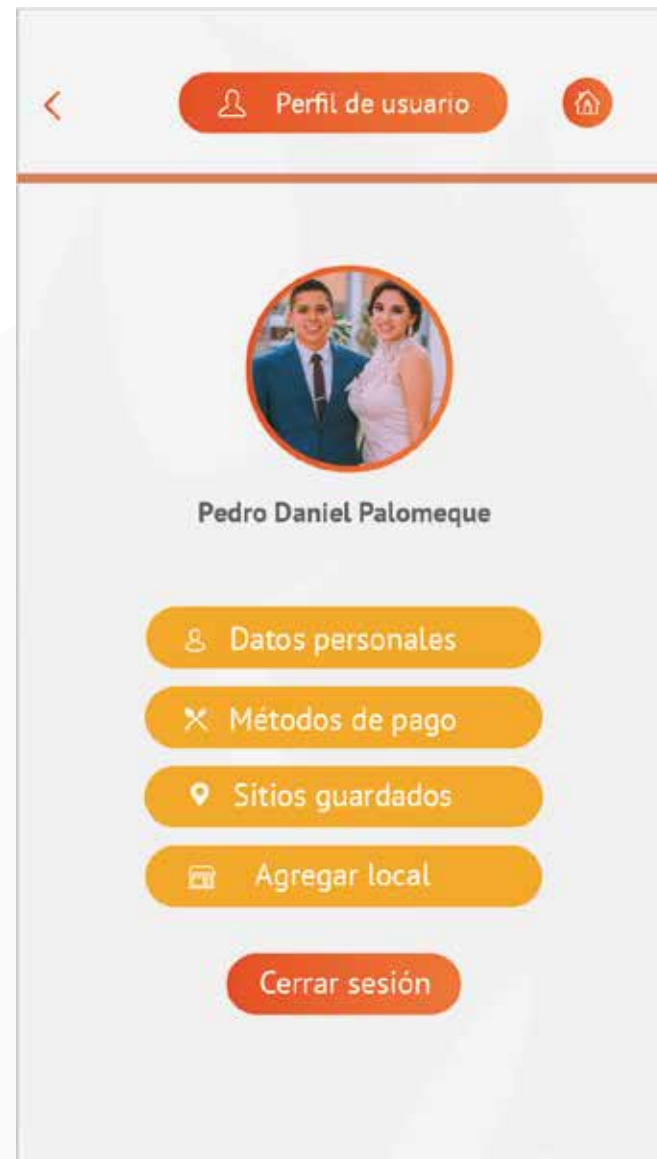 Perfil de usuario
Pedro Daniel Palomeque
Datos personales
Métodos de pago
Sitios guardados
Agregar local
Cerrar sesión